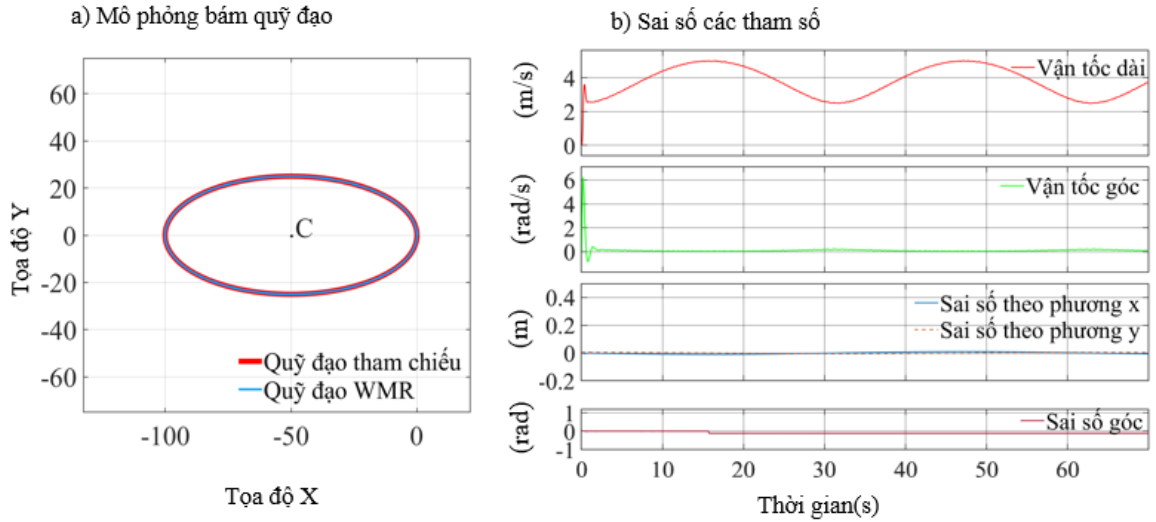 a) Mô phỏng bám quỹ đạo
60
40
20
0
-20
-40
-60
Tọa độ Y
.C
Quỹ đạo tham chiếu
Quỹ đạo WMR
-100
-50
0
Tọa độ X
b) Sai số các tham số
(m/s)
4
2
0
Vận tốc dài
(rad/s)
6
4
2
0
Vận tốc góc
(m)
0.4
0.2
0
-0.2
Sai số theo phương x
Sai số theo phương y
(rad)
1
0
-1
Sai số góc
0
10
20
30
40
50
60
Thời gian(s)